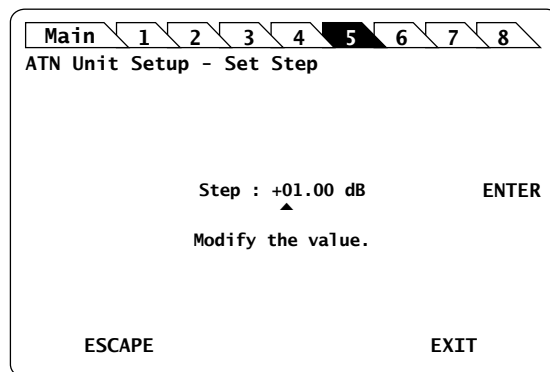 Main 1 2 3 4 5 6 7 8
ATN Unit Setup - Set Step
Step : +01.00 dB ENTER
Modify the value.
ESCAPE EXIT